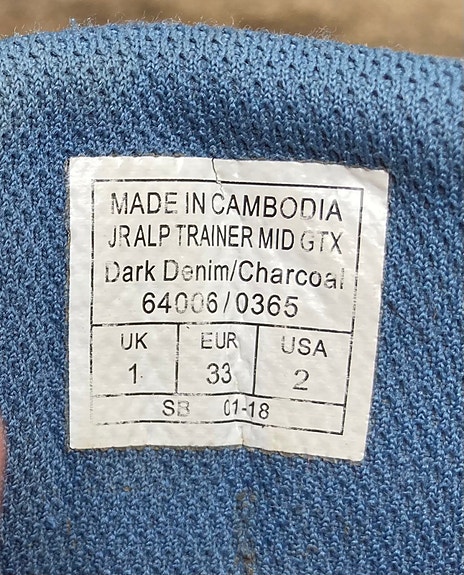 MADE IN CAMBODIA
JR ALP TRAINER MID GTX
Dark Denim/Charcoal
64006/0365
UK EUR USA
1 33 2
SB 01-18